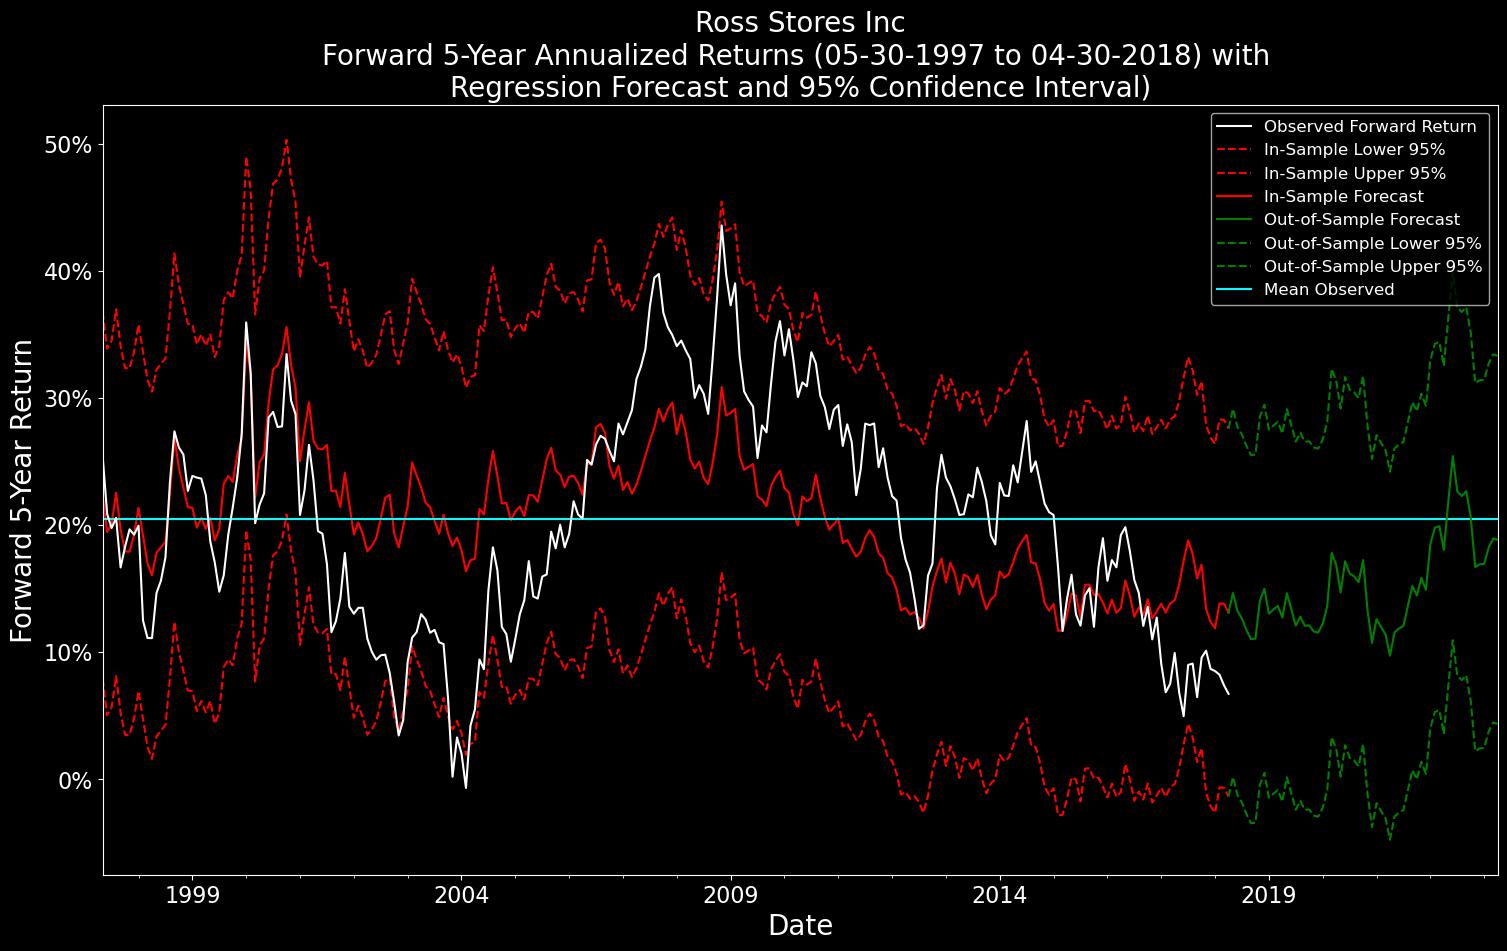 Ross Stores Inc
Forward 5-Year Annualized Returns (05-30-1997 to 04-30-2018) with
Regression Forecast and 95% Confidence Interval)
Forward 5-Year Return
50%
40%
30%
20%
10%
0%
Observed Forward Return
In-Sample Lower 95%
In-Sample Upper 95%
In-Sample Forecast
Out-of-Sample Forecast
Out-of-Sample Lower 95%
Out-of-Sample Upper 95%
Mean Observed
1999 2004 2009 2014 2019
Date